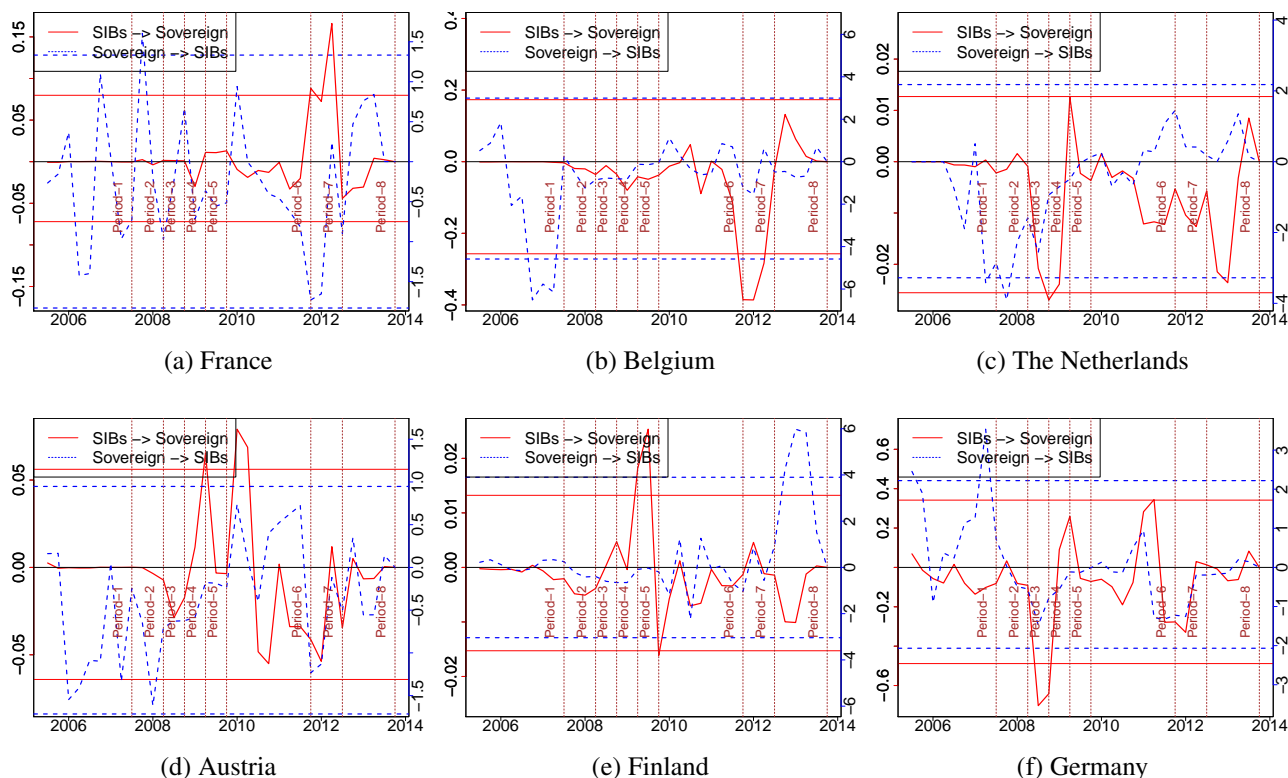 SIBs −> Sovereign
Sovereign −> SIBs
0.15
0.05
−0.05
−0.15
1.5
1.0
0.5
−0.5
−1.5
Period−1
Period−2
Period−3
Period−4
Period−5
Period−6
Period−7
Period−8
2006 2008 2010 2012 2014
(a) France
SIBs −> Sovereign
Sovereign −> SIBs
0.2
0.0
−0.2
−0.4
6
4
2
0
−2
−4
−6
Period−1
Period−2
Period−3
Period−4
Period−5
Period−6
Period−7
Period−8
2006 2008 2010 2012 2014
(b) Belgium
SIBs −> Sovereign
Sovereign −> SIBs
0.02
0.01
0.00
−0.02
4
2
0
−2
−4
Period−1
Period−2
Period−3
Period−4
Period−5
Period−6
Period−7
Period−8
2006 2008 2010 2012 2014
(c) The Netherlands
SIBs −> Sovereign
Sovereign −> SIBs
0.05
0.00
−0.05
1.5
1.0
0.5
0.0
−0.5
−1.5
Period−1
Period−2
Period−3
Period−4
Period−5
Period−6
Period−7
Period−8
2006 2008 2010 2012 2014
(d) Austria
SIBs −> Sovereign
Sovereign −> SIBs
0.02
0.01
0.00
−0.02
6
4
2
0
−2
−4
−6
Period−1
Period−2
Period−3
Period−4
Period−5
Period−6
Period−7
Period−8
2006 2008 2010 2012 2014
(e) Finland
SIBs −> Sovereign
Sovereign −> SIBs
0.6
0.4
0.2
−0.2
−0.6
3
2
1
0
−1
−2
−3
Period−1
Period−2
Period−3
Period−4
Period−5
Period−6
Period−7
Period−8
2006 2008 2010 2012 2014
(f) Germany